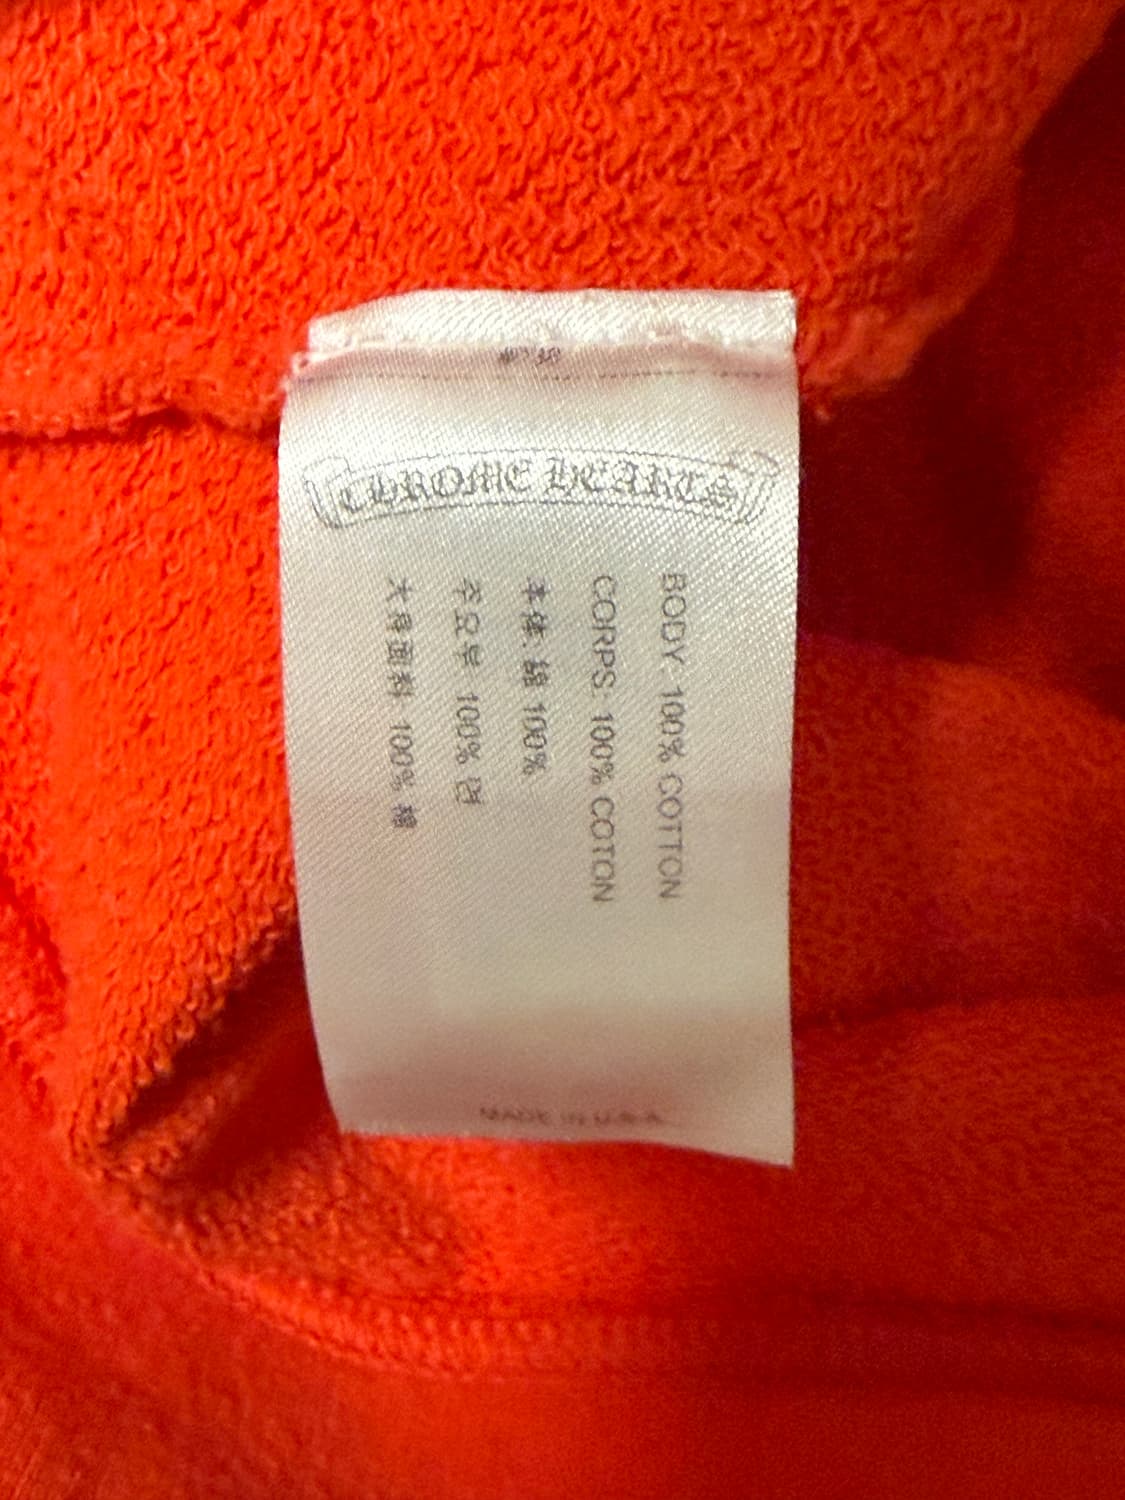 CHROME HEARTS
BODY: 100% COTTON
CORPS: 100% COTON
本体: 綿 100%
주요부: 100% 면
大身面料: 100% 棉
MADE IN U.S.A.